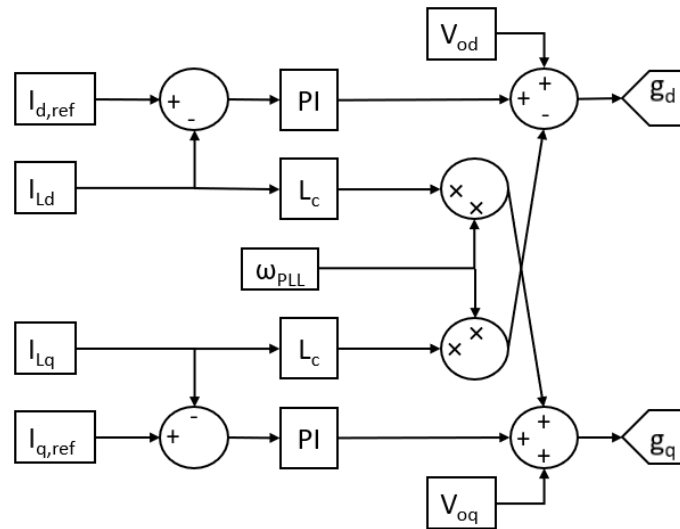 V_od
I_d,ref
+
-
PI
+
+
-
g_d
I_Ld
L_c
×
×
ω_PLL
I_Lq
L_c
×
×
I_q,ref
+
-
PI
+
+
+
g_q
V_oq